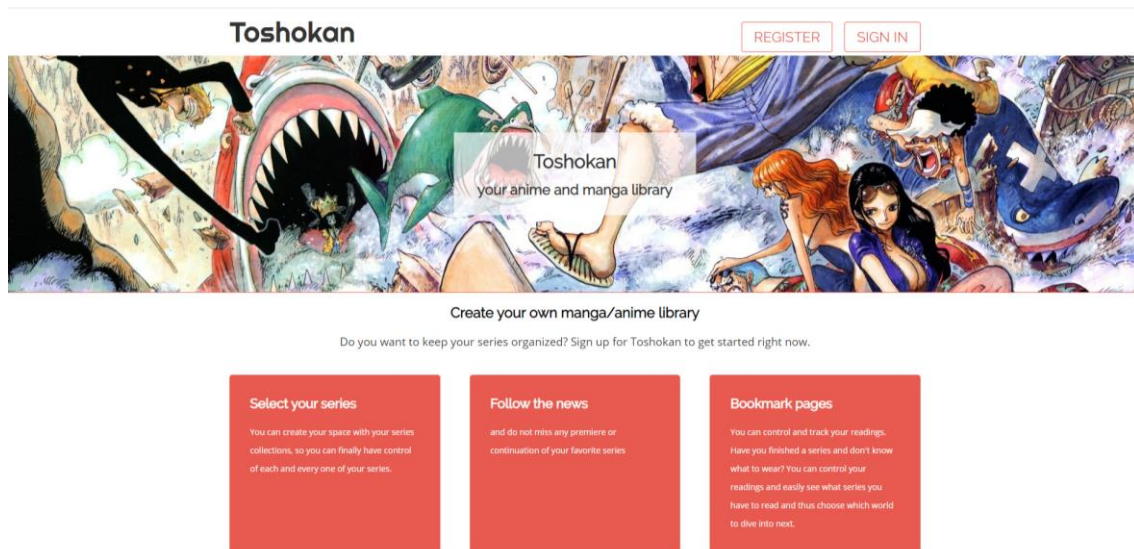 Toshokan
REGISTER
SIGN IN
Toshokan
your anime and manga library
Create your own manga/anime library
Do you want to keep your series organized? Sign up for Toshokan to get started right now.
Select your series
You can create your space with your series
collections, so you can finally have control
of each and every one of your series.
Follow the news
and do not miss any premiere or
continuation of your favorite series
Bookmark pages
You can control and track your readings.
Have you finished a series and don't know
what to wear? You can control your
readings and easily see what series you
have to read and thus choose which world
to dive into next.